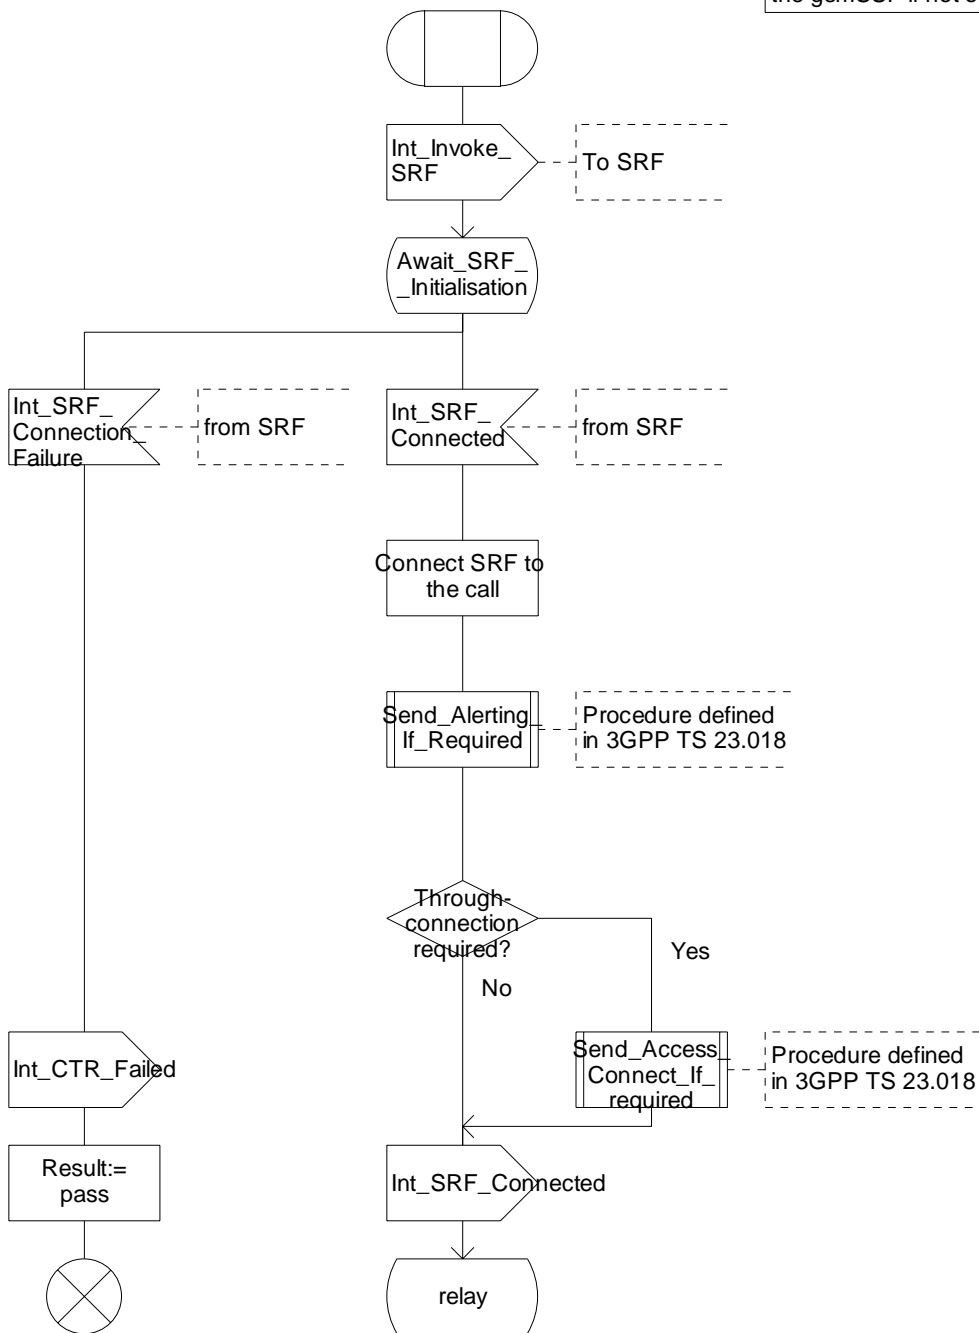 Int_Invoke_
SRF
To SRF
Await_SRF_
_Initialisation
Int_SRF_
Connection_
Failure
from SRF
Int_SRF_
Connected
from SRF
Connect SRF to
the call
Send_Alerting_
If_Required
Procedure defined
in 3GPP TS 23.018
Through-
connection
required?
Yes
No
Int_CTR_Failed
Send_Access_
Connect_If_
required
Procedure defined
in 3GPP TS 23.018
Result:=
pass
Int_SRF_Connected
relay